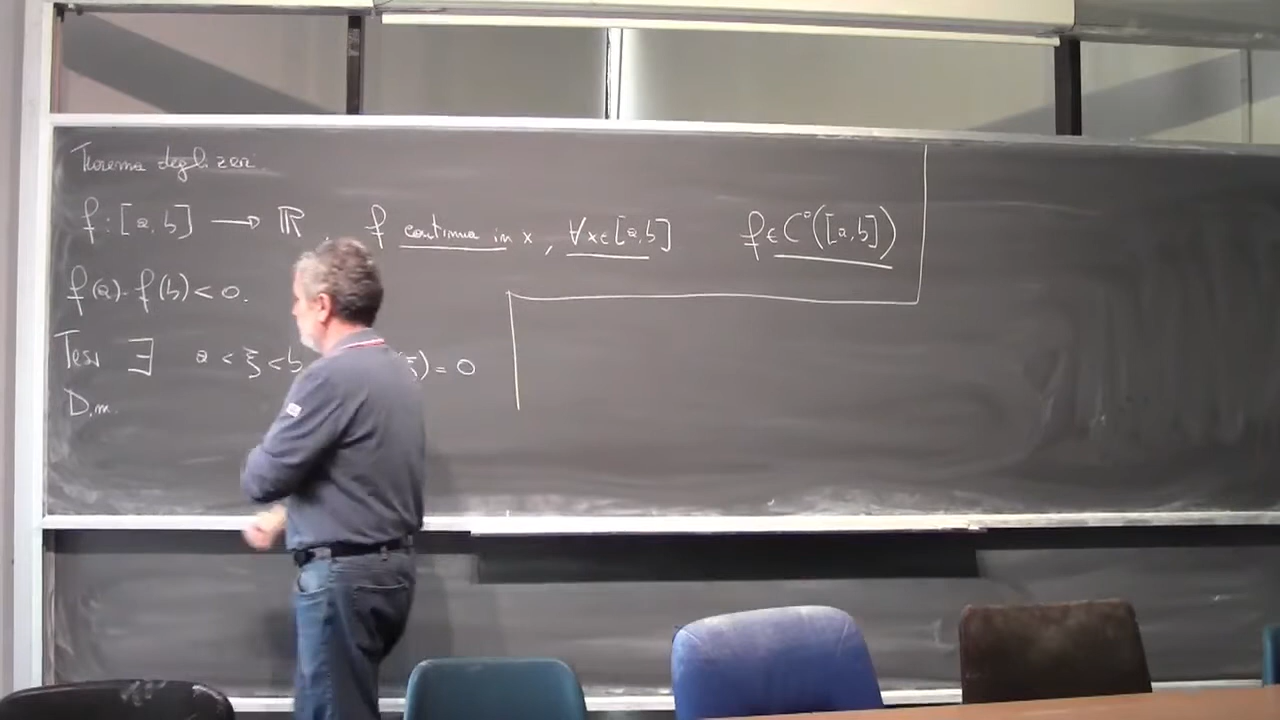 Teorema degli zeri.
f : [a, b] → ℝ , f continua in x , ∀x∈[a,b] f∈C°([a,b])
f(a)·f(b) < 0.
Tesi ∃ a < ξ < b ξ) = 0
Dim.